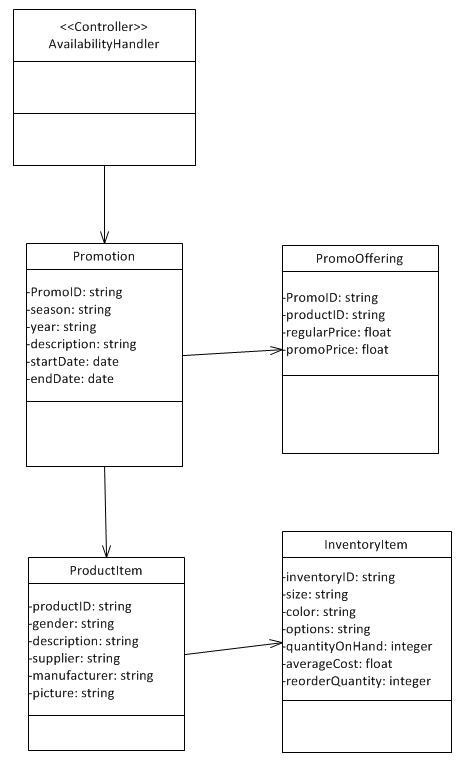 <<Controller>>
AvailabilityHandler
Promotion
-PromoID: string
-season: string
-year: string
-description: string
-startDate: date
-endDate: date
PromoOffering
-PromoID: string
-productID: string
-regularPrice: float
-promoPrice: float
ProductItem
-productID: string
-gender: string
-description: string
-supplier: string
-manufacturer: string
-picture: string
InventoryItem
-inventoryID: string
-size: string
-color: string
-options: string
-quantityOnHand: integer
-averageCost: float
-reorderQuantity: integer